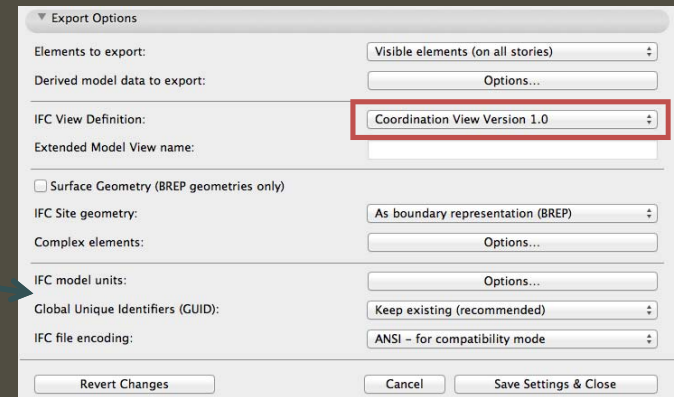 Export Options
Elements to export: Visible elements (on all stories)
Derived model data to export: Options...
IFC View Definition: Coordination View Version 1.0
Extended Model View name:
Surface Geometry (BREP geometries only)
IFC Site geometry: As boundary representation (BREP)
Complex elements: Options...
IFC model units: Options...
Global Unique Identifiers (GUID): Keep existing (recommended)
IFC file encoding: ANSI – for compatibility mode
Revert Changes Cancel Save Settings & Close